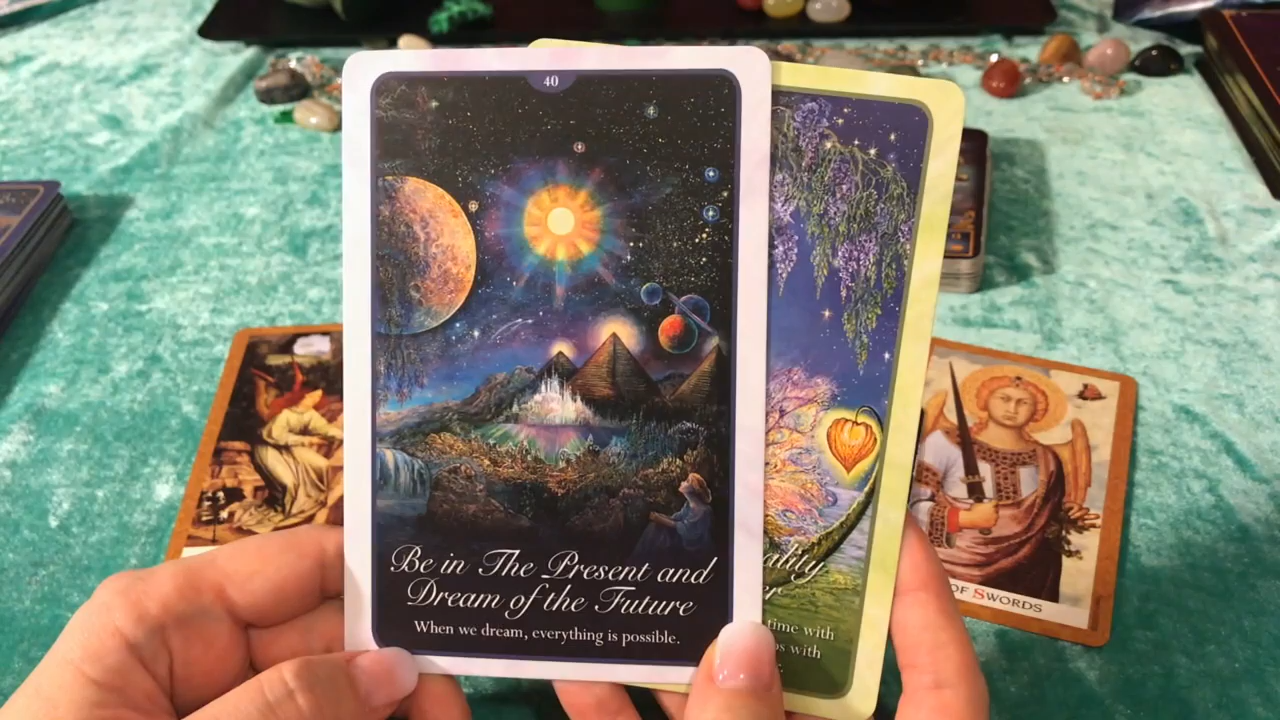 40
Be in The Present and
Dream of the Future
When we dream, everything is possible.
time with
with
OF SWORDS